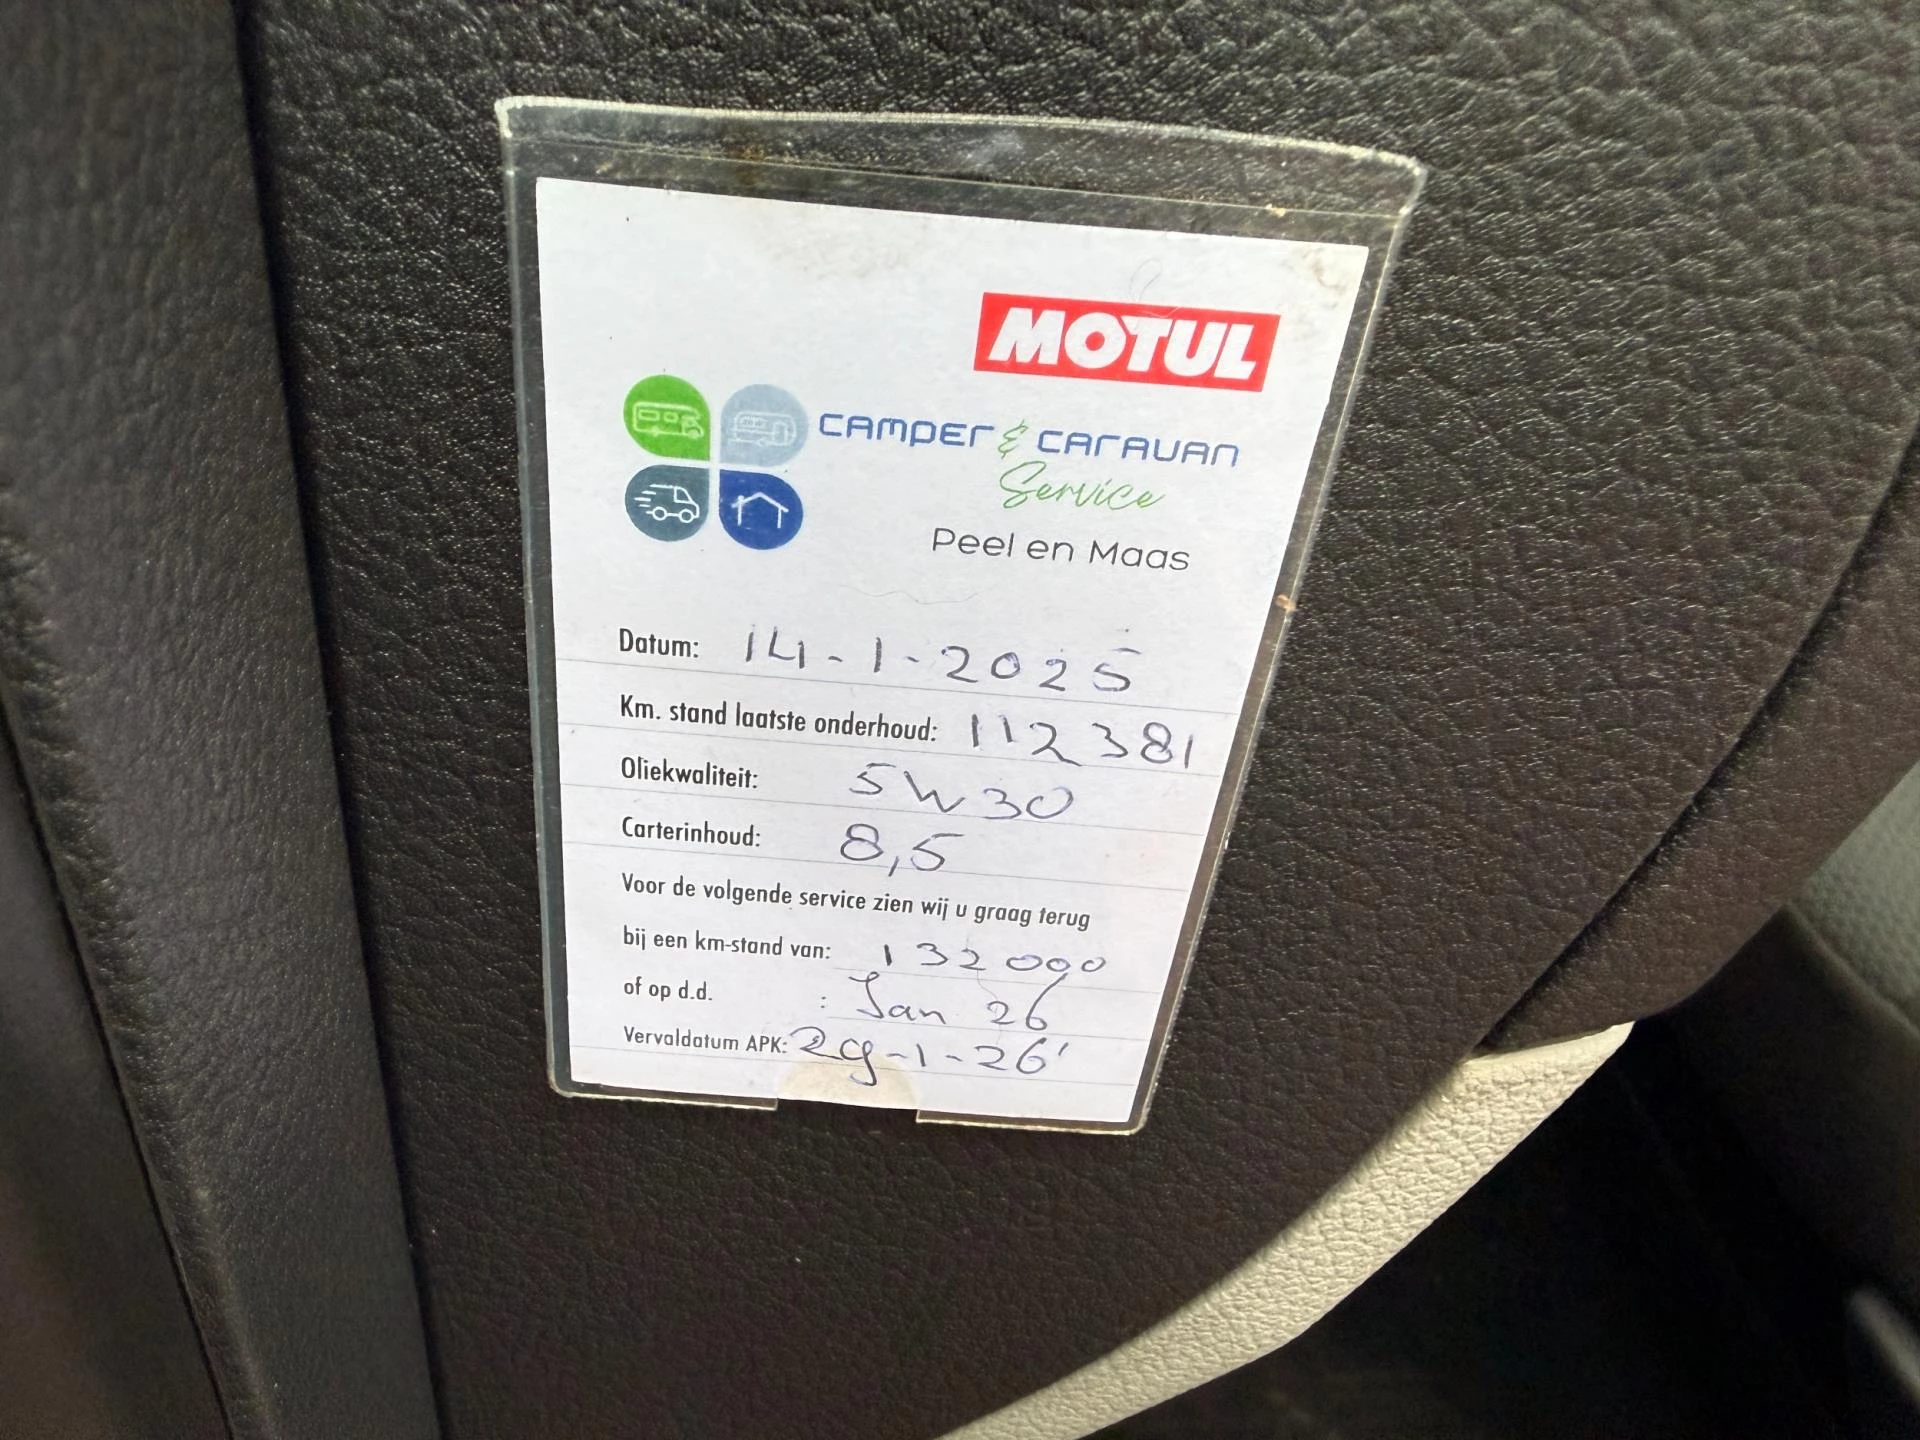 MOTUL
CAMPER & CARAVAN
Service
Peel en Maas
Datum: 14-1-2025
Km. stand laatste onderhoud: 112381
Oliekwaliteit: 5W30
Carterinhoud: 8,5
Voor de volgende service zien wij u graag terug
bij een km-stand van: 132000
of op d.d. : Jan 26
Vervaldatum APK: 29-1-26'